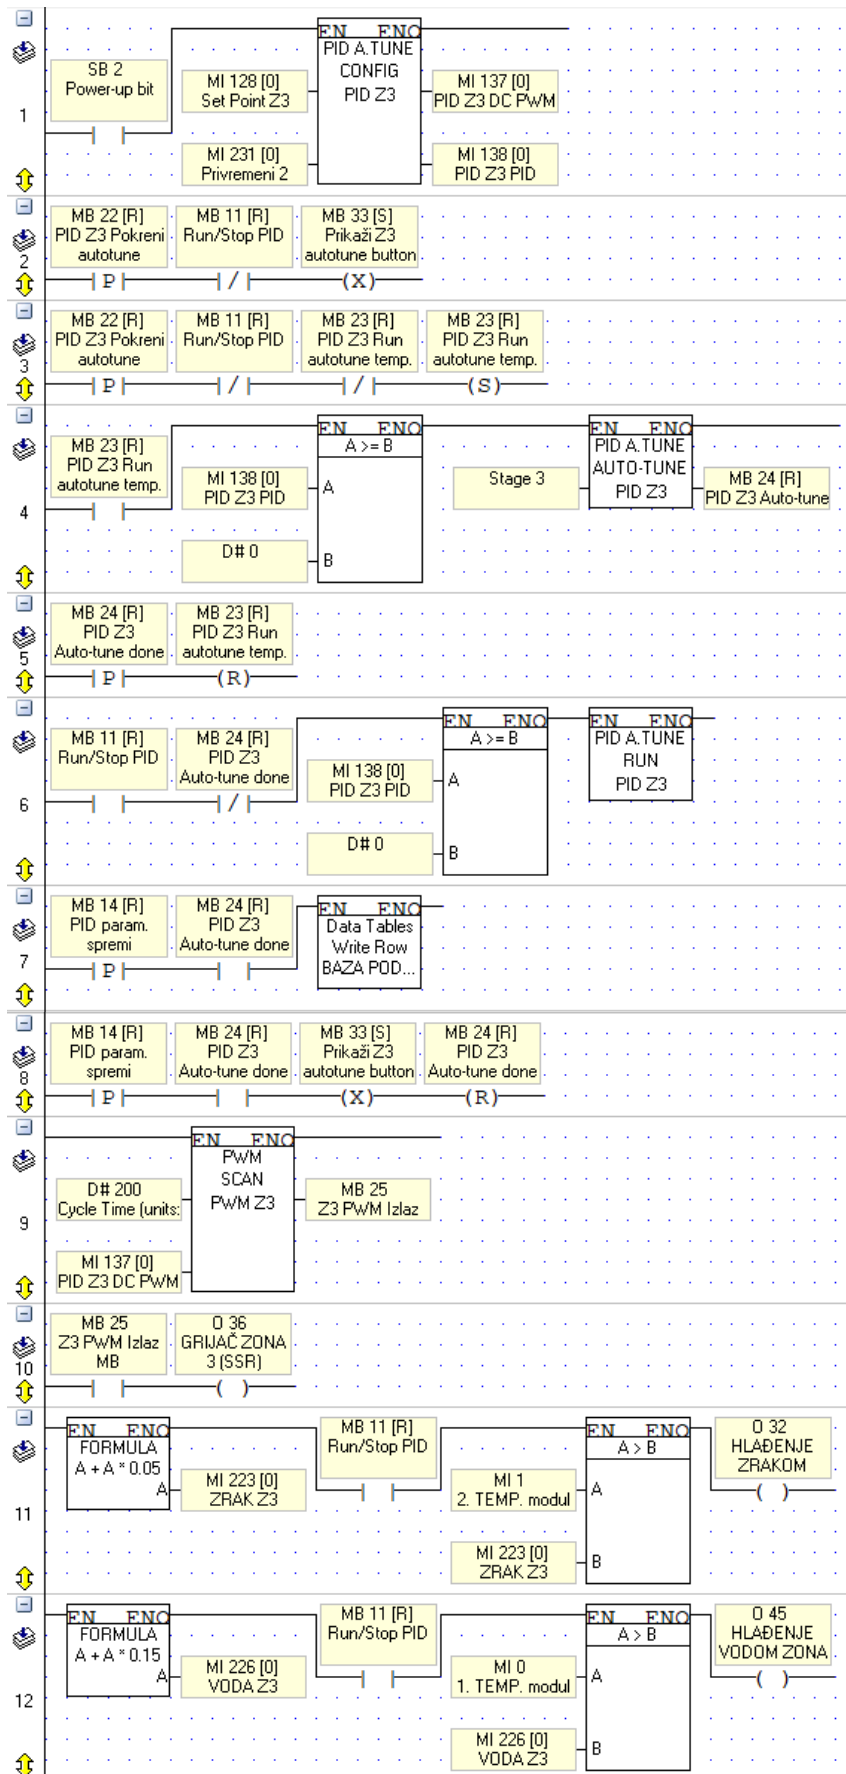 EN ENO
PID A.TUNE
CONFIG
PID Z3
SB 2
Power-up bit
MI 128 [0]
Set Point Z3
MI 137 [0]
PID Z3 DC PWM
1
MI 231 [0]
Privremeni 2
MI 138 [0]
PID Z3 PID
MB 22 [R]
PID Z3 Pokreni
autotune
MB 11 [R]
Run/Stop PID
MB 33 [S]
Prikaži Z3
autotune button
2
P
/
(X)
MB 22 [R]
PID Z3 Pokreni
autotune
MB 11 [R]
Run/Stop PID
MB 23 [R]
PID Z3 Run
autotune temp.
MB 23 [R]
PID Z3 Run
autotune temp.
3
P
/
/
(S)
MB 23 [R]
PID Z3 Run
autotune temp.
EN ENO
A >= B
MI 138 [0]
PID Z3 PID
A
D# 0
B
Stage 3
EN ENO
PID A.TUNE
AUTO-TUNE
PID Z3
MB 24 [R]
PID Z3 Auto-tune
4
MB 24 [R]
PID Z3
Auto-tune done
MB 23 [R]
PID Z3 Run
autotune temp.
5
P
(R)
MB 11 [R]
Run/Stop PID
MB 24 [R]
PID Z3
Auto-tune done
EN ENO
A >= B
MI 138 [0]
PID Z3 PID
A
D# 0
B
EN ENO
PID A.TUNE
RUN
PID Z3
6
/
MB 14 [R]
PID param.
spremi
MB 24 [R]
PID Z3
Auto-tune done
EN ENO
Data Tables
Write Row
BAZA POD...
7
P
MB 14 [R]
PID param.
spremi
MB 24 [R]
PID Z3
Auto-tune done
MB 33 [S]
Prikaži Z3
autotune button
MB 24 [R]
PID Z3
Auto-tune done
8
P
(X)
(R)
EN ENO
PWM
SCAN
PWM Z3
D# 200
Cycle Time (units:
MB 25
Z3 PWM Izlaz
9
MI 137 [0]
PID Z3 DC PWM
MB 25
Z3 PWM Izlaz
MB
O 36
GRIJAČ ZONA
3 (SSR)
10
( )
EN ENO
FORMULA
A + A * 0.05
A
MI 223 [0]
ZRAK Z3
MB 11 [R]
Run/Stop PID
EN ENO
A > B
MI 1
2. TEMP. modul
A
MI 223 [0]
ZRAK Z3
B
O 32
HLAĐENJE
ZRAKOM
( )
11
EN ENO
FORMULA
A + A * 0.15
A
MI 226 [0]
VODA Z3
MB 11 [R]
Run/Stop PID
EN ENO
A > B
MI 0
1. TEMP. modul
A
MI 226 [0]
VODA Z3
B
O 45
HLAĐENJE
VODOM ZONA
( )
12